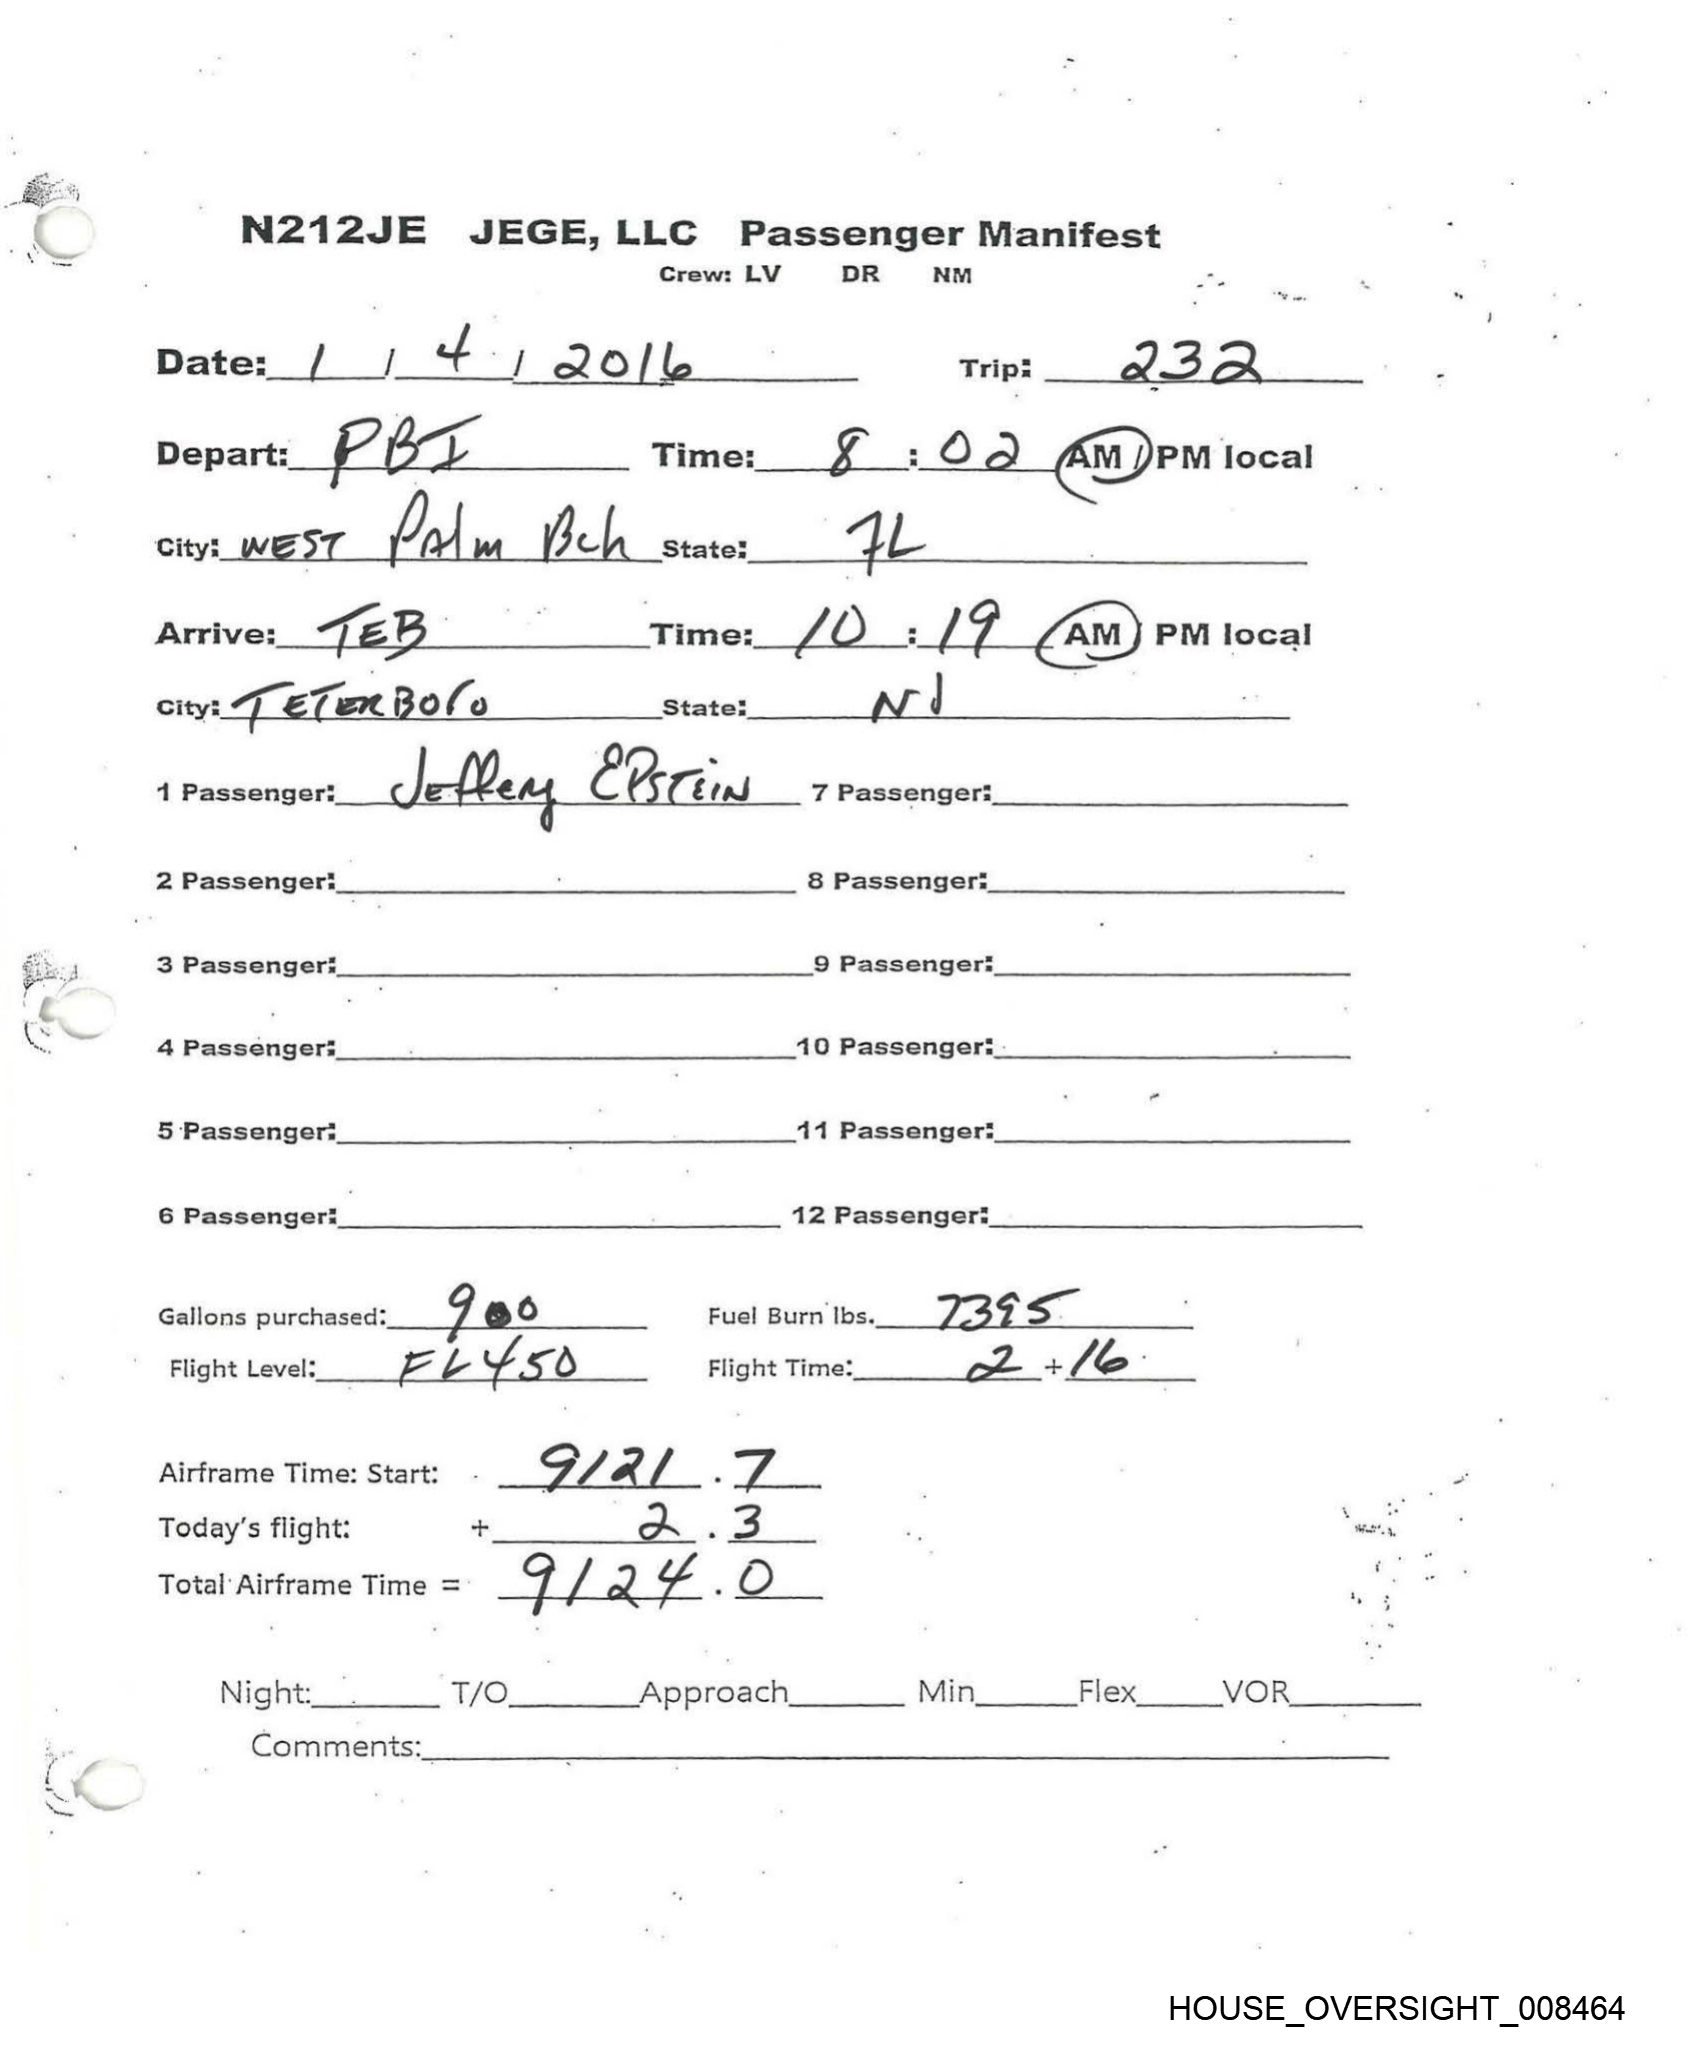 N212JE JEGE, LLC Passenger Manifest
Crew: LV DR NM
Date: 1 / 4 / 2016 Trip: 232
Depart: PBI Time: 8 : 02 AM / PM local
City: WEST PAlm Bch State: FL
Arrive: TEB Time: 10 : 19 AM / PM local
City: TETERBoro State: NJ
1 Passenger: Jeffery EPSTEIN 7 Passenger:
2 Passenger: 8 Passenger:
3 Passenger: 9 Passenger:
4 Passenger: 10 Passenger:
5 Passenger: 11 Passenger:
6 Passenger: 12 Passenger:
Gallons purchased: 900 Fuel Burn lbs. 7395
Flight Level: FL450 Flight Time: 2 + 16
Airframe Time: Start: 9121 . 7
Today's flight: + 2 . 3
Total Airframe Time = 9124 . 0
Night: T/O Approach Min Flex VOR
Comments:
HOUSE_OVERSIGHT_008464